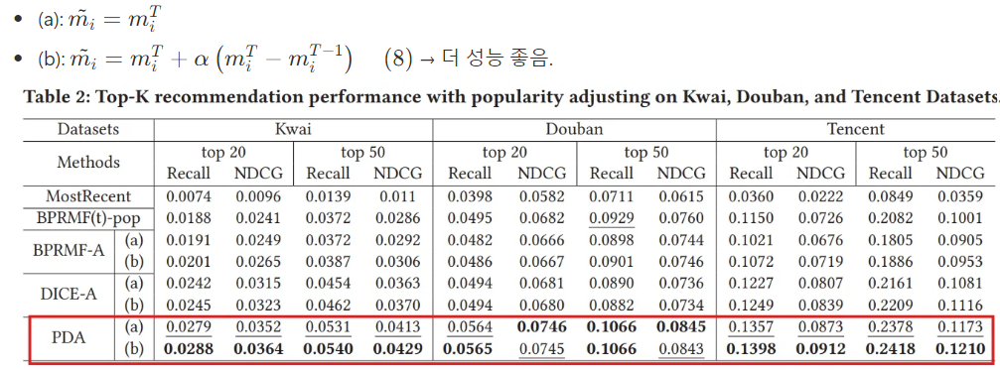 • (a): m̃ᵢ = mᵢᵀ
• (b): m̃ᵢ = mᵢᵀ + α (mᵢᵀ − mᵢᵀ⁻¹) (8) → 더 성능 좋음.
Table 2: Top-K recommendation performance with popularity adjusting on Kwai, Douban, and Tencent Datasets.
Datasets Kwai Douban Tencent
Methods top 20 top 50 top 20 top 50 top 20 top 50
Recall NDCG Recall NDCG Recall NDCG Recall NDCG Recall NDCG Recall NDCG
MostRecent 0.0074 0.0096 0.0139 0.011 0.0398 0.0582 0.0711 0.0615 0.0360 0.0222 0.0849 0.0359
BPRMF(t)-pop 0.0188 0.0241 0.0372 0.0286 0.0495 0.0682 0.0929 0.0760 0.1150 0.0726 0.2082 0.1001
BPRMF-A (a) 0.0191 0.0249 0.0372 0.0292 0.0482 0.0666 0.0898 0.0744 0.1021 0.0676 0.1805 0.0905
(b) 0.0201 0.0265 0.0387 0.0306 0.0486 0.0667 0.0901 0.0746 0.1072 0.0719 0.1886 0.0953
DICE-A (a) 0.0242 0.0315 0.0454 0.0363 0.0494 0.0681 0.0890 0.0736 0.1227 0.0807 0.2161 0.1081
(b) 0.0245 0.0323 0.0462 0.0370 0.0494 0.0680 0.0882 0.0734 0.1249 0.0839 0.2209 0.1116
PDA (a) 0.0279 0.0352 0.0531 0.0413 0.0564 0.0746 0.1066 0.0845 0.1357 0.0873 0.2378 0.1173
(b) 0.0288 0.0364 0.0540 0.0429 0.0565 0.0745 0.1066 0.0843 0.1398 0.0912 0.2418 0.1210